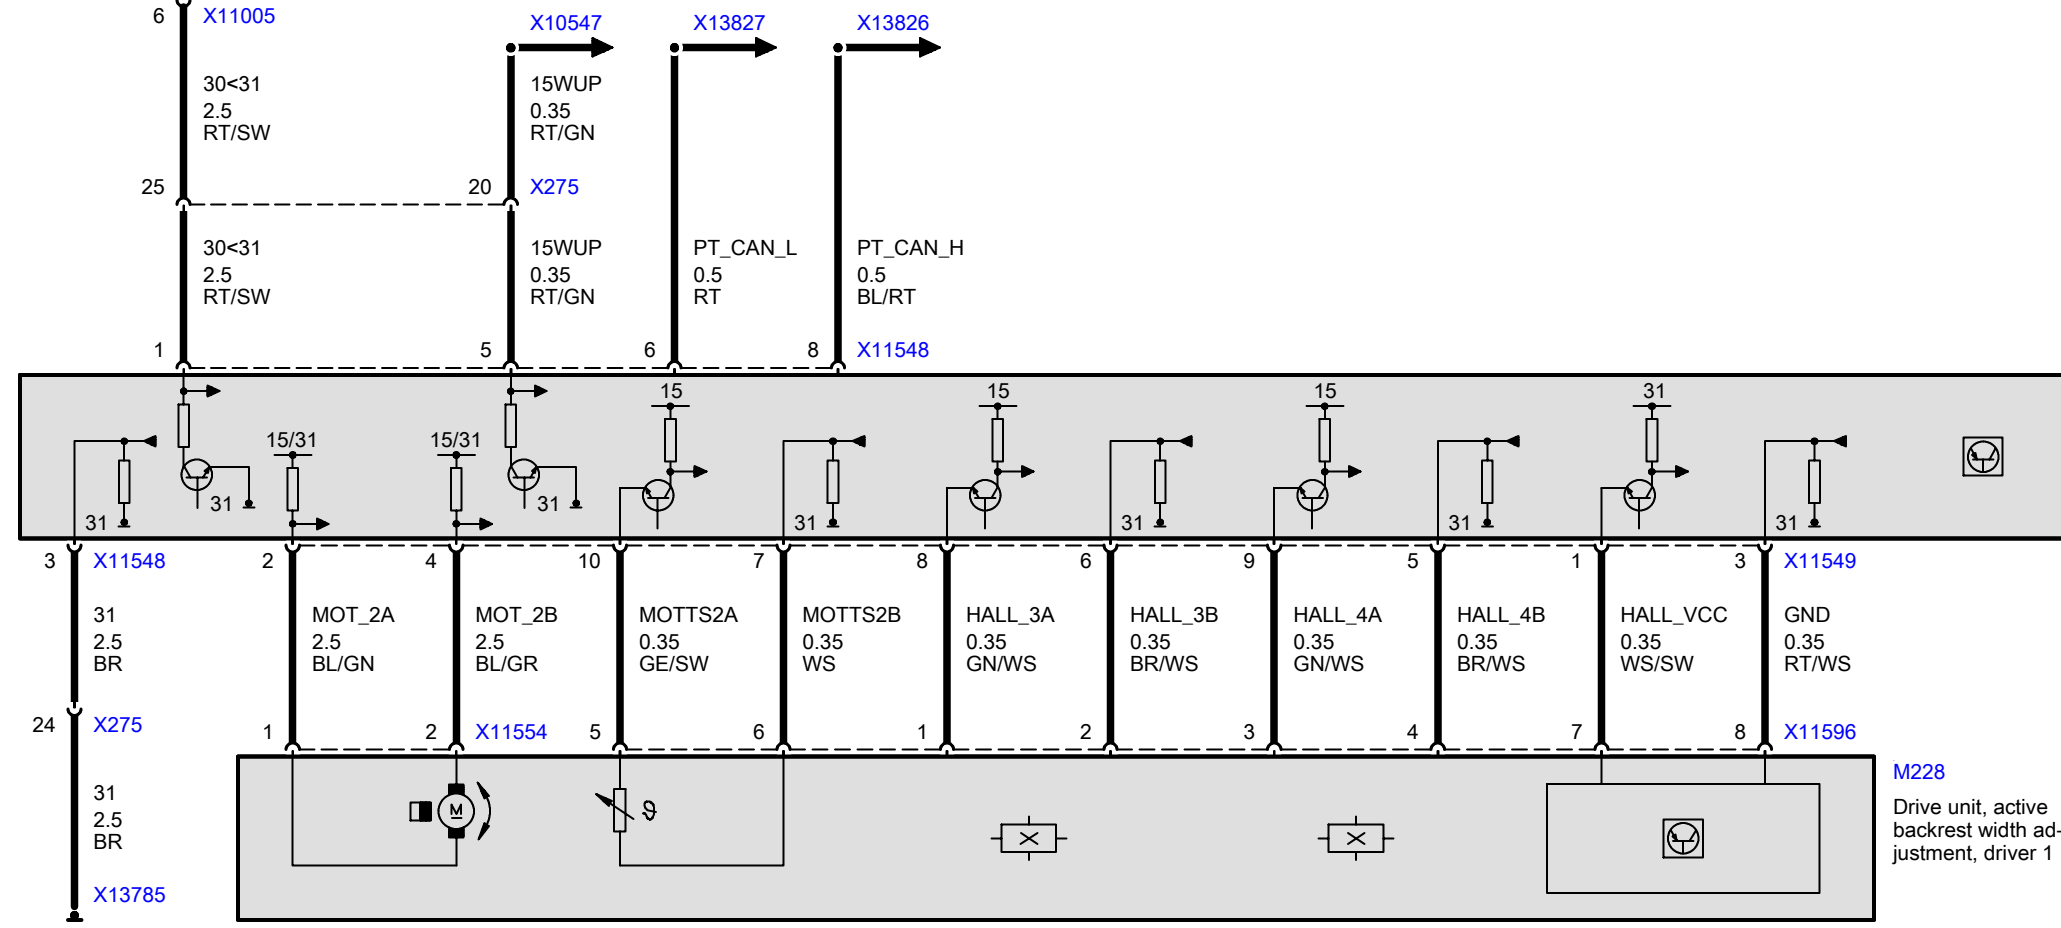 6 X11005
X10547 X13827 X13826
30<31 15WUP
2.5 0.35
RT/SW RT/GN
25 20 X275
30<31 15WUP PT_CAN_L PT_CAN_H
2.5 0.35 0.5 0.5
RT/SW RT/GN RT BL/RT
1 5 6 8 X11548
15 15 15 31
15/31 15/31
31 31
31 31 31 31 31
3 X11548 2 4 10 7 8 6 9 5 1 3 X11549
31 MOT_2A MOT_2B MOTTS2A MOTTS2B HALL_3A HALL_3B HALL_4A HALL_4B HALL_VCC GND
2.5 2.5 2.5 0.35 0.35 0.35 0.35 0.35 0.35 0.35 0.35
BR BL/GN BL/GR GE/SW WS GN/WS BR/WS GN/WS BR/WS WS/SW RT/WS
24 X275 1 2 X11554 5 6 1 2 3 4 7 8 X11596
M228
31 M ϑ Drive unit, active
2.5 backrest width ad-
BR justment, driver 1
X13785